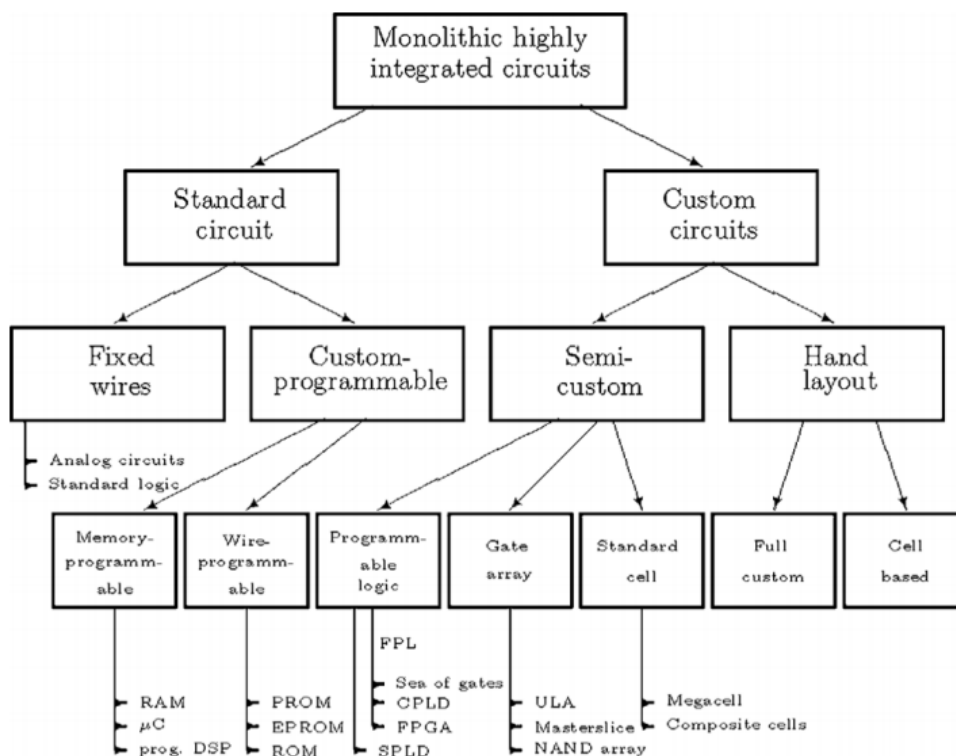 Monolithic highly
integrated circuits
Standard
circuit
Custom
circuits
Fixed
wires
Custom-
programmable
Semi-
custom
Hand
layout
Analog circuits
Standard logic
Memory-
programm-
able
Wire-
programm-
able
Programm-
able
logic
Gate
array
Standard
cell
Full
custom
Cell
based
RAM
µC
prog. DSP
PROM
EPROM
ROM
FPL
Sea of gates
CPLD
FPGA
SPLD
ULA
Masterslice
NAND array
Megacell
Composite cells